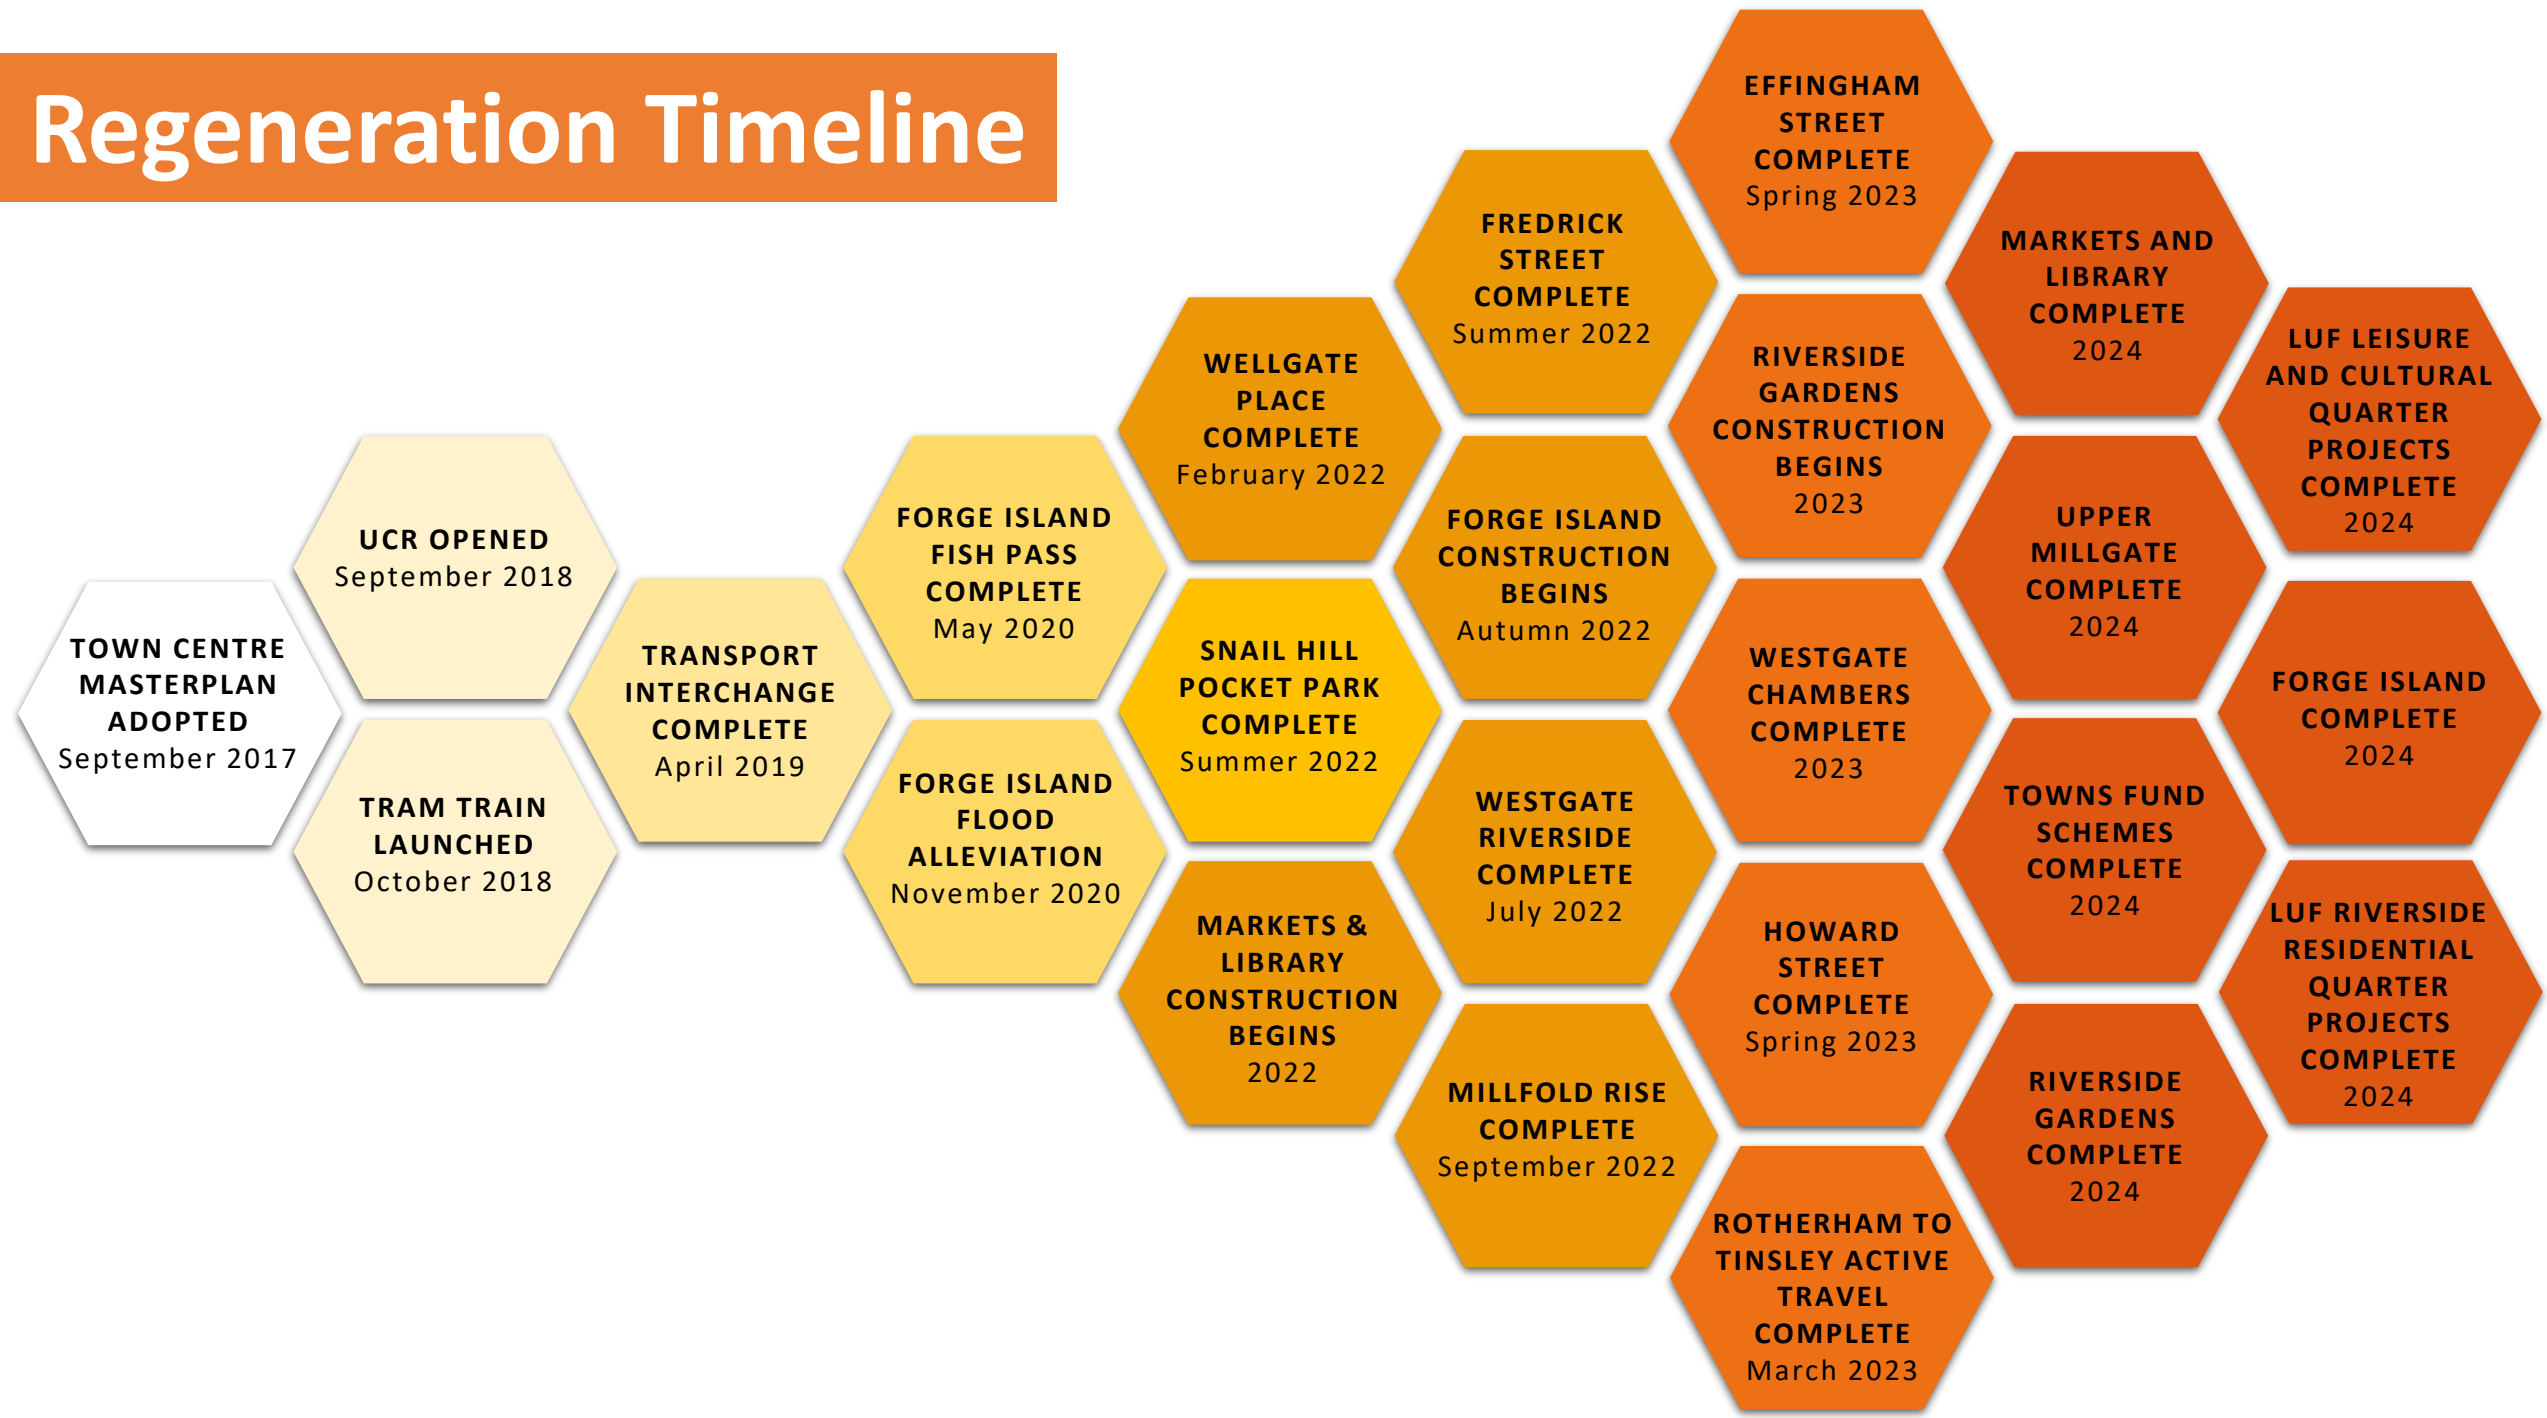 Regeneration Timeline
TOWN CENTRE
MASTERPLAN
ADOPTED
September 2017
UCR OPENED
September 2018
TRAM TRAIN
LAUNCHED
October 2018
TRANSPORT
INTERCHANGE
COMPLETE
April 2019
FORGE ISLAND
FISH PASS
COMPLETE
May 2020
FORGE ISLAND
FLOOD
ALLEVIATION
November 2020
WELLGATE
PLACE
COMPLETE
February 2022
SNAIL HILL
POCKET PARK
COMPLETE
Summer 2022
MARKETS &
LIBRARY
CONSTRUCTION
BEGINS
2022
FREDRICK
STREET
COMPLETE
Summer 2022
FORGE ISLAND
CONSTRUCTION
BEGINS
Autumn 2022
WESTGATE
RIVERSIDE
COMPLETE
July 2022
MILLFOLD RISE
COMPLETE
September 2022
EFFINGHAM
STREET
COMPLETE
Spring 2023
RIVERSIDE
GARDENS
CONSTRUCTION
BEGINS
2023
WESTGATE
CHAMBERS
COMPLETE
2023
HOWARD
STREET
COMPLETE
Spring 2023
ROTHERHAM TO
TINSLEY ACTIVE
TRAVEL
COMPLETE
March 2023
MARKETS AND
LIBRARY
COMPLETE
2024
UPPER
MILLGATE
COMPLETE
2024
TOWNS FUND
SCHEMES
COMPLETE
2024
RIVERSIDE
GARDENS
COMPLETE
2024
LUF LEISURE
AND CULTURAL
QUARTER
PROJECTS
COMPLETE
2024
FORGE ISLAND
COMPLETE
2024
LUF RIVERSIDE
RESIDENTIAL
QUARTER
PROJECTS
COMPLETE
2024